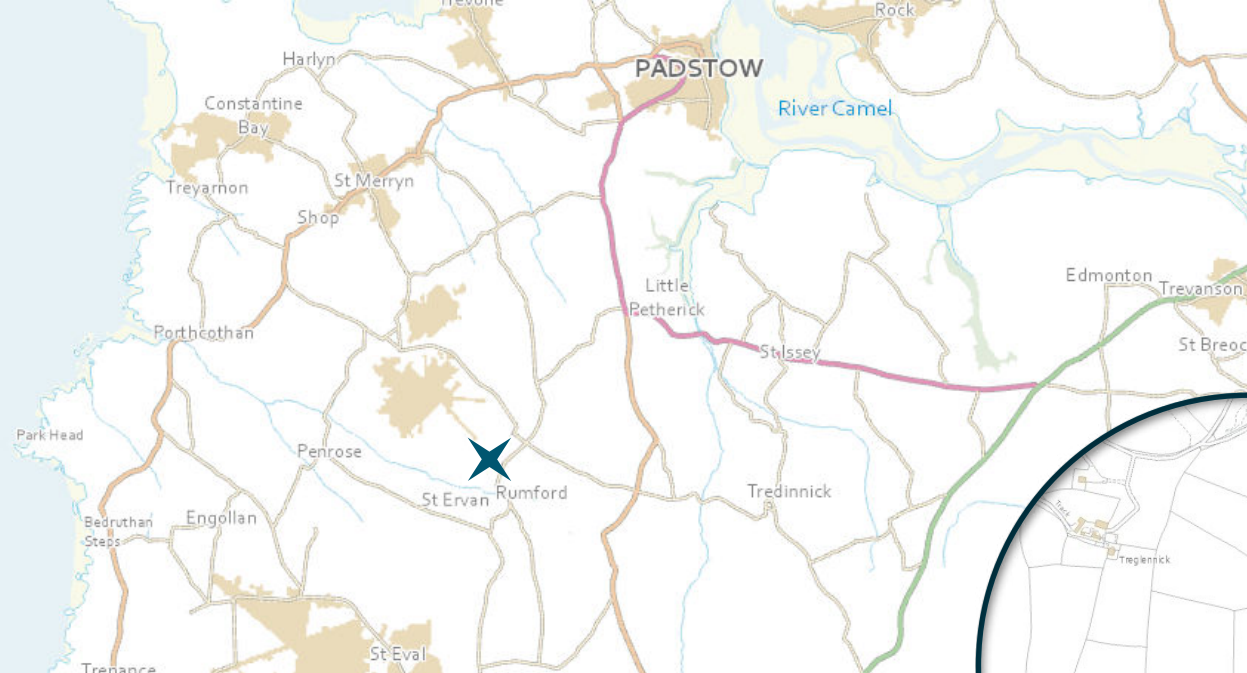 Trevone
Rock
Harlyn
PADSTOW
Constantine
Bay
River Camel
Treyarnon
St Merryn
Shop
Little
Petherick
Edmonton
Trevanson
Porthcothan
St Issey
St Breoc
Park Head
Penrose
St Ervan
Rumford
Tredinnick
Bedruthan
Steps
Engollan
Track
Treglennick
St Eval
Trenance